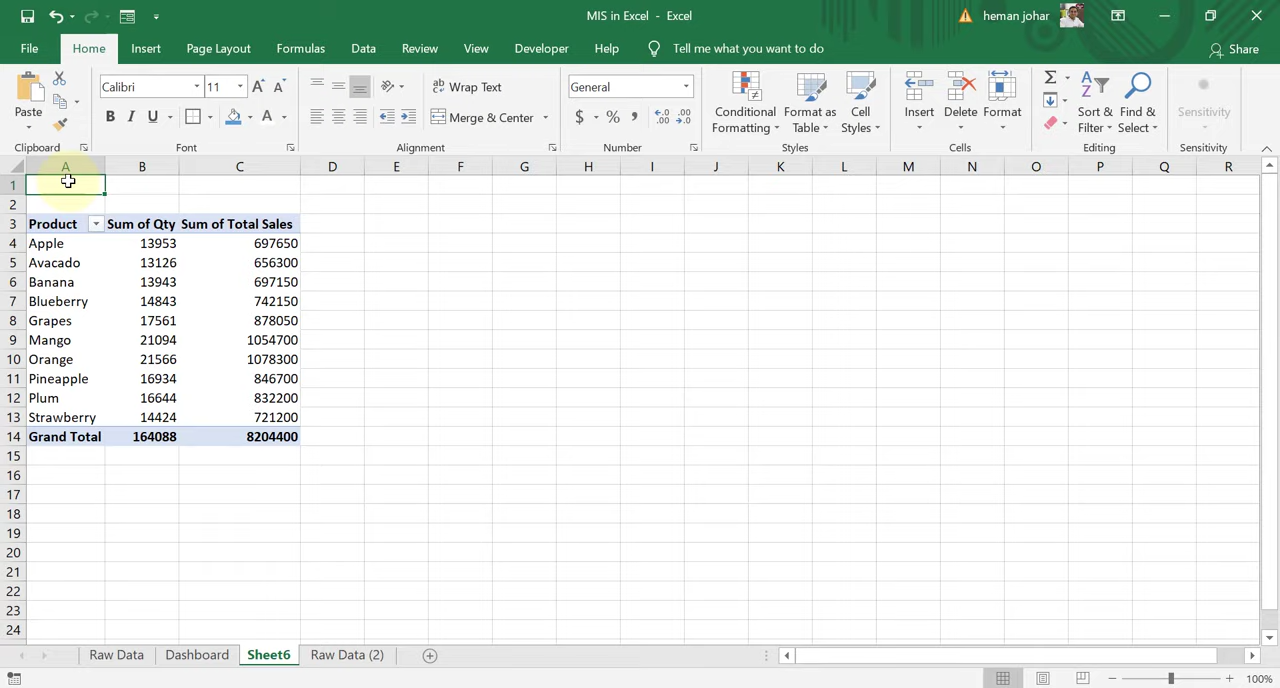 MIS in Excel - Excel
heman johar
File Home Insert Page Layout Formulas Data Review View Developer Help Tell me what you want to do Share
Paste
Calibri 11
B I U A
Wrap Text
Merge & Center
General
$ % ,
Conditional Formatting
Format as Table
Cell Styles
Insert Delete Format
Sort & Filter
Find & Select
Sensitivity
Clipboard Font Alignment Number Styles Cells Editing Sensitivity
A B C D E F G H I J K L M N O P Q R
1
2
3 Product Sum of Qty Sum of Total Sales
4 Apple 13953 697650
5 Avacado 13126 656300
6 Banana 13943 697150
7 Blueberry 14843 742150
8 Grapes 17561 878050
9 Mango 21094 1054700
10 Orange 21566 1078300
11 Pineapple 16934 846700
12 Plum 16644 832200
13 Strawberry 14424 721200
14 Grand Total 164088 8204400
15
16
17
18
19
20
21
22
23
24
Raw Data Dashboard Sheet6 Raw Data (2)
100%